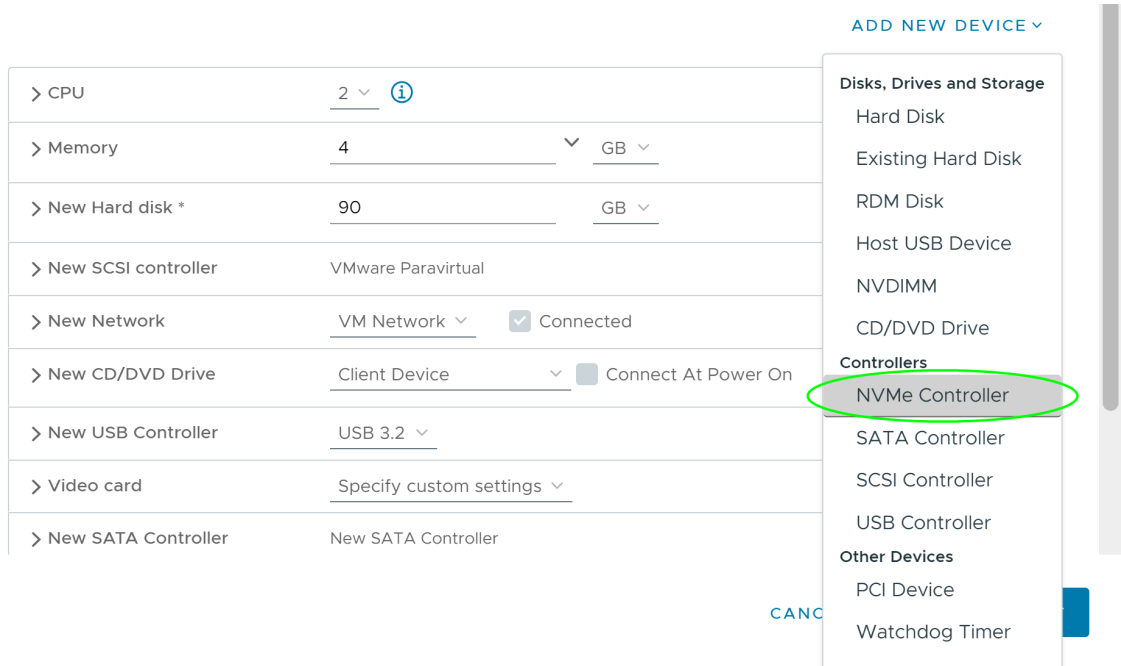 ADD NEW DEVICE
CPU 2
Memory 4 GB
New Hard disk * 90 GB
New SCSI controller VMware Paravirtual
New Network VM Network Connected
New CD/DVD Drive Client Device Connect At Power On
New USB Controller USB 3.2
Video card Specify custom settings
New SATA Controller New SATA Controller
Disks, Drives and Storage
Hard Disk
Existing Hard Disk
RDM Disk
Host USB Device
NVDIMM
CD/DVD Drive
Controllers
NVMe Controller
SATA Controller
SCSI Controller
USB Controller
Other Devices
PCI Device
Watchdog Timer
CANC